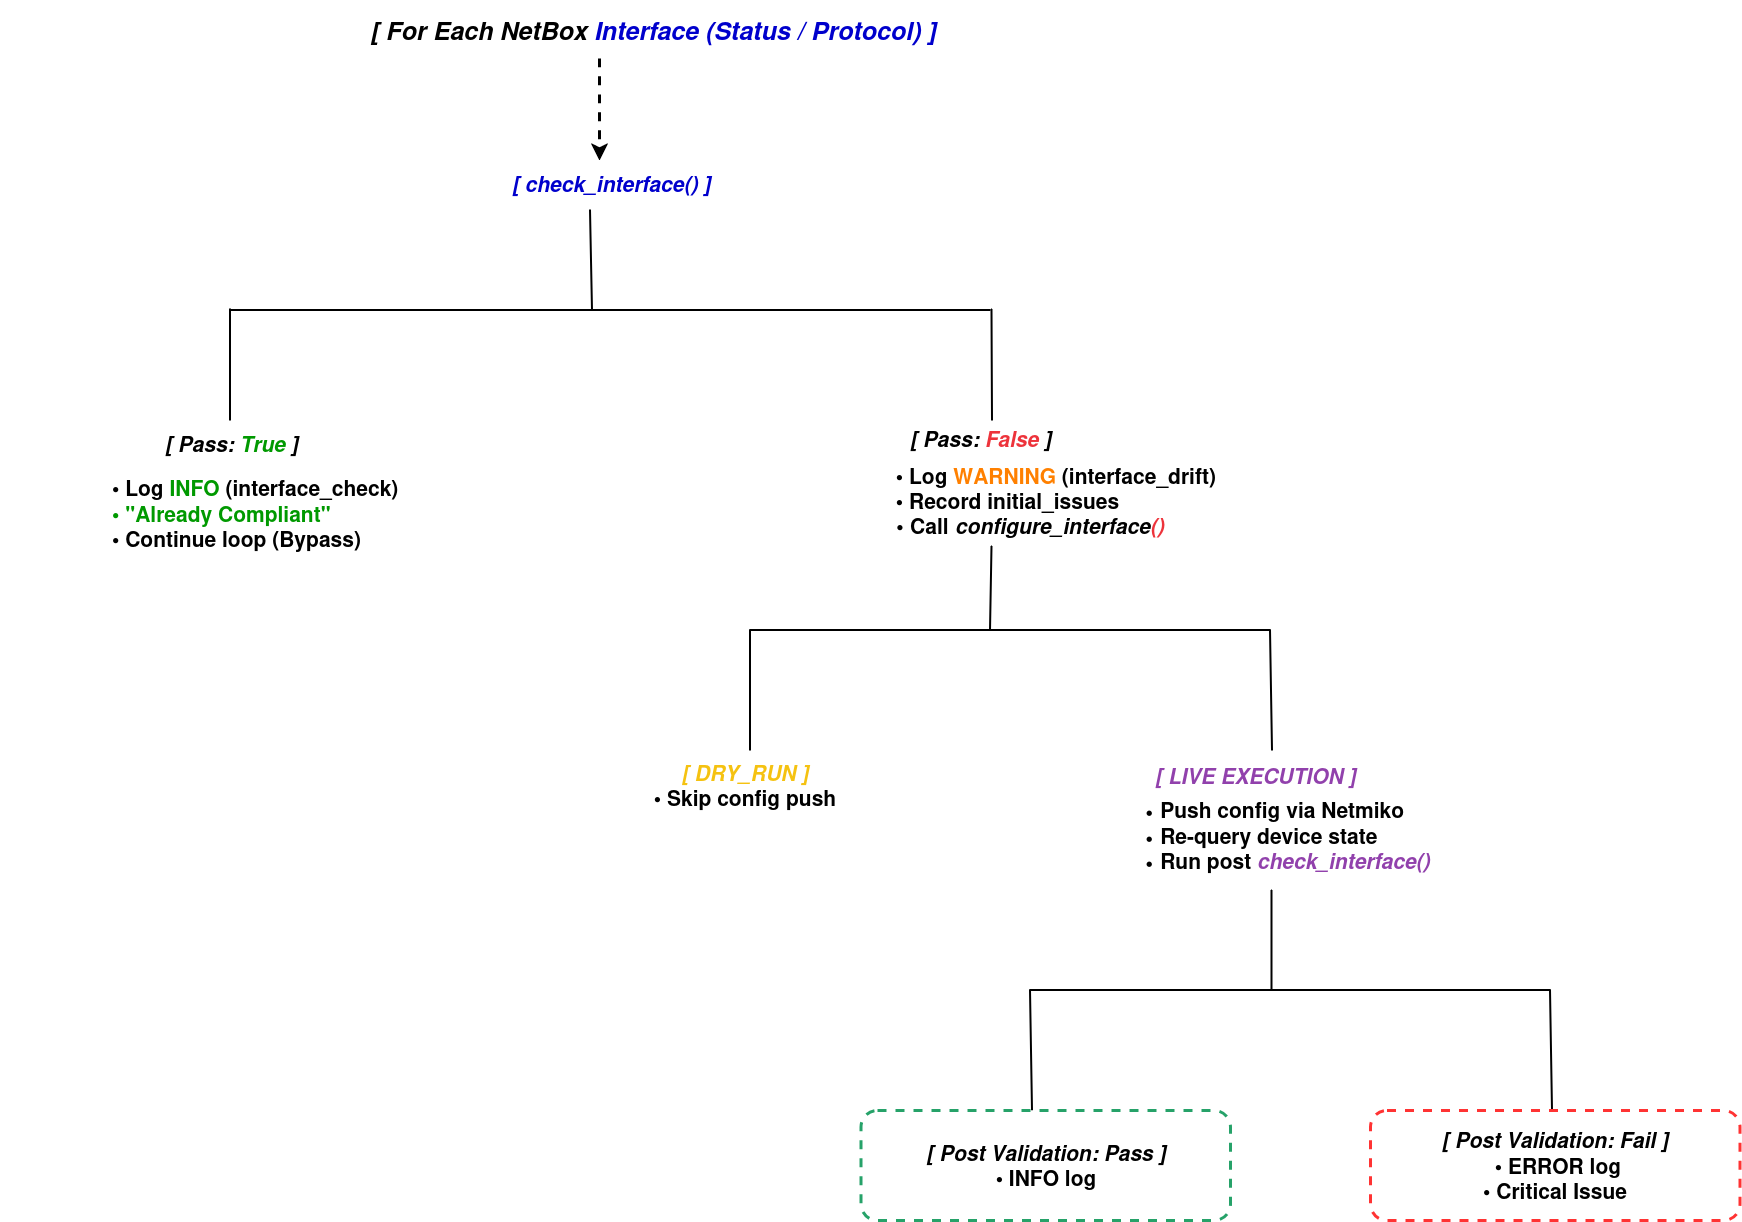 [ For Each NetBox Interface (Status / Protocol) ]
[ check_interface() ]
[ Pass: True ]
• Log INFO (interface_check)
• "Already Compliant"
• Continue loop (Bypass)
[ Pass: False ]
• Log WARNING (interface_drift)
• Record initial_issues
• Call configure_interface()
[ DRY_RUN ]
• Skip config push
[ LIVE EXECUTION ]
• Push config via Netmiko
• Re-query device state
• Run post check_interface()
[ Post Validation: Pass ]
• INFO log
[ Post Validation: Fail ]
• ERROR log
• Critical Issue